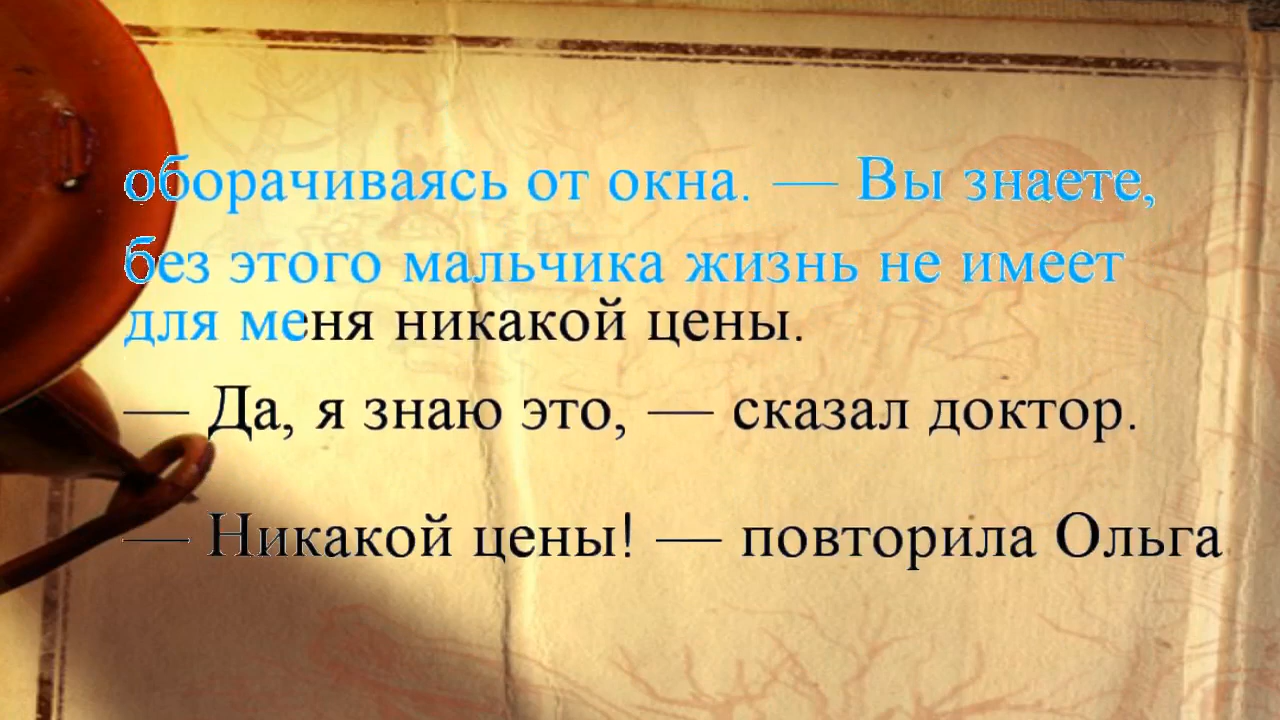 оборачиваясь от окна. — Вы знаете,
без этого мальчика жизнь не имеет
для меня никакой цены.
— Да, я знаю это, — сказал доктор.
— Никакой цены! — повторила Ольга